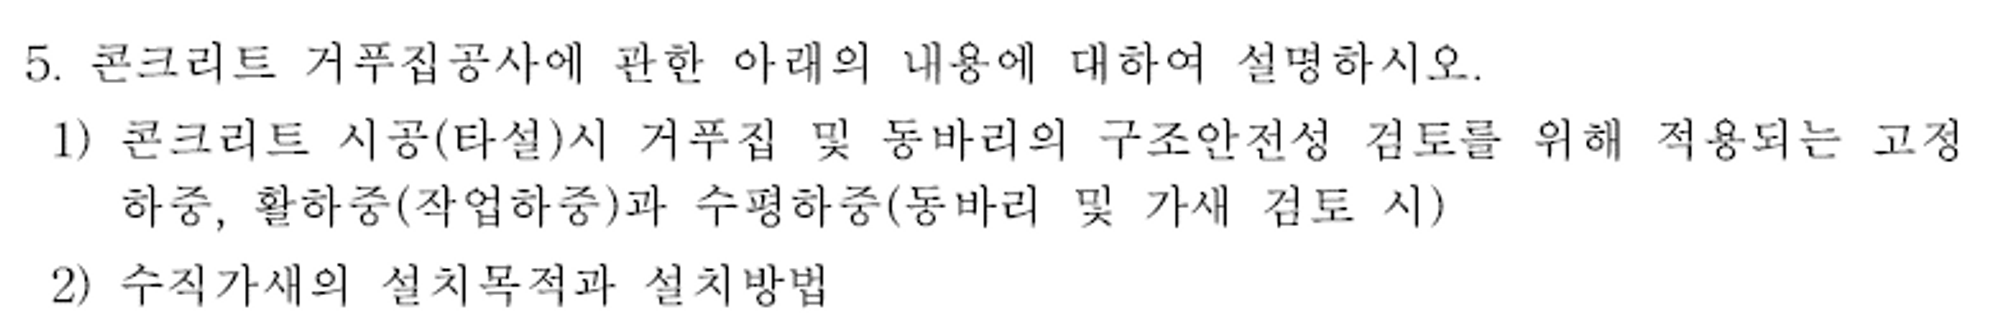 5. 콘크리트 거푸집공사에 관한 아래의 내용에 대하여 설명하시오.
1) 콘크리트 시공(타설)시 거푸집 및 동바리의 구조안전성 검토를 위해 적용되는 고정
하중, 활하중(작업하중)과 수평하중(동바리 및 가새 검토 시)
2) 수직가새의 설치목적과 설치방법